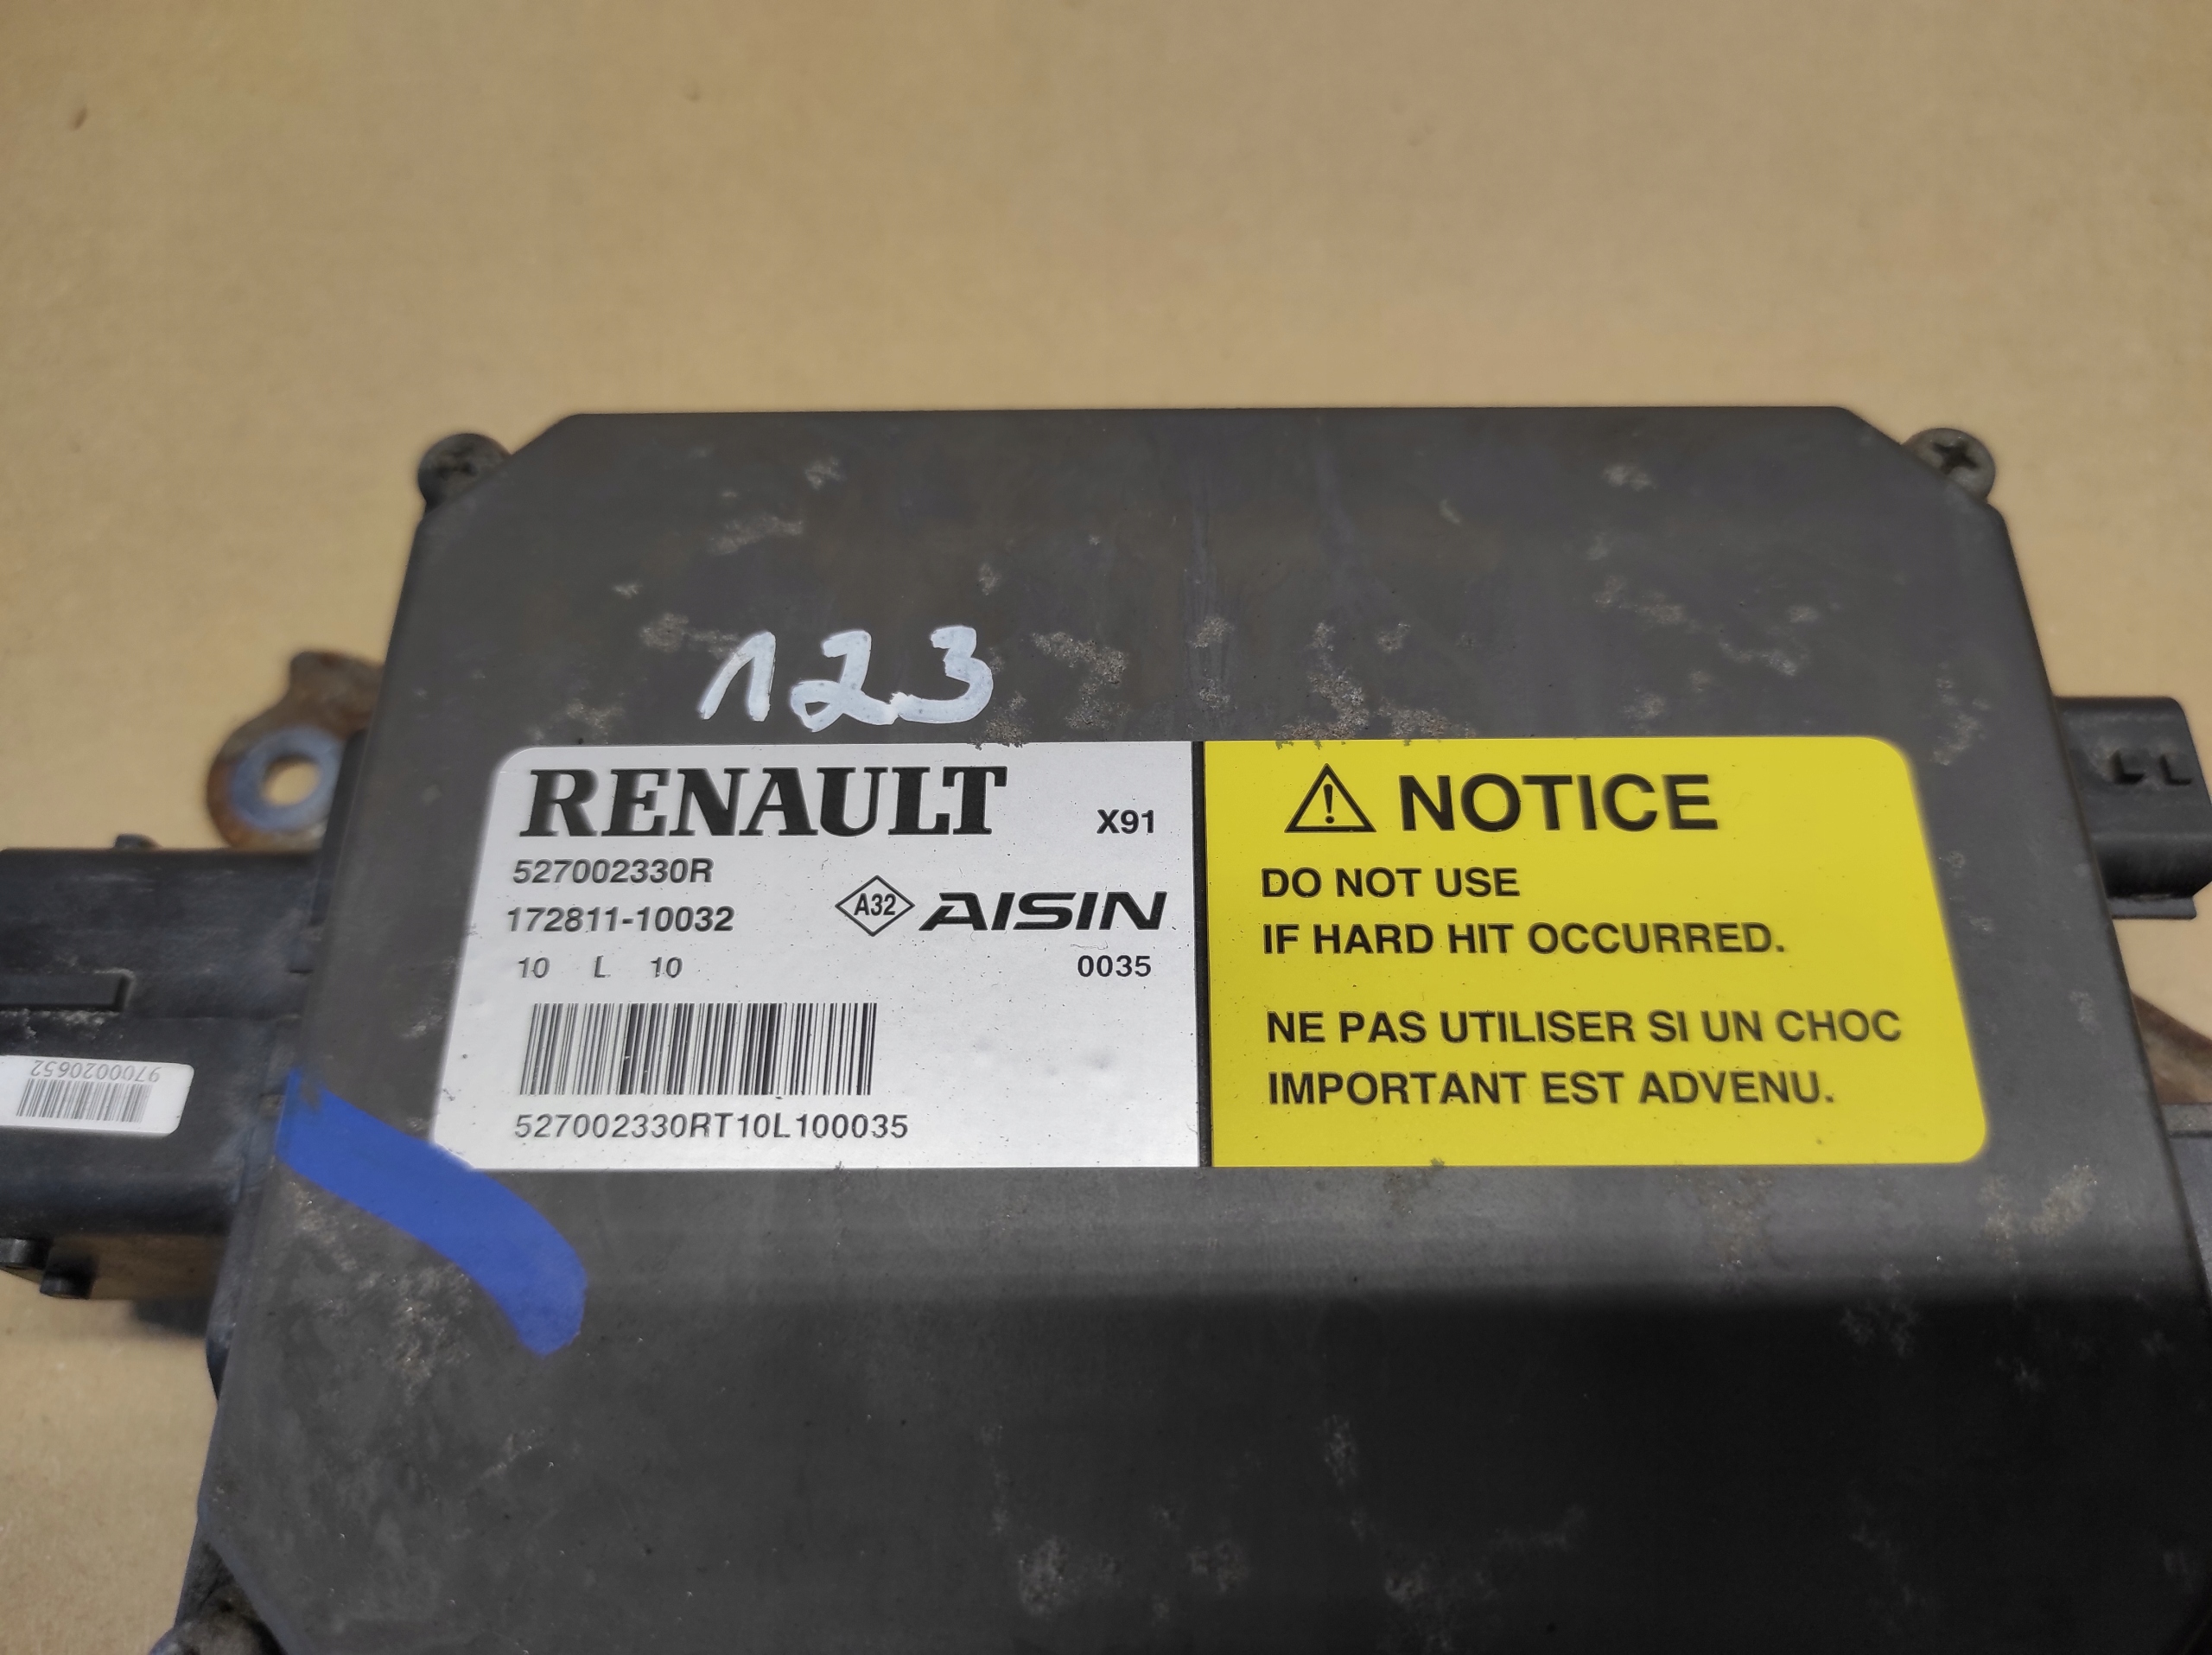 123
RENAULT X91
527002330R
172811-10032 A32 AISIN
10 L 10 0035
527002330RT10L100035
NOTICE
DO NOT USE
IF HARD HIT OCCURRED.
NE PAS UTILISER SI UN CHOC
IMPORTANT EST ADVENU.
9700020652